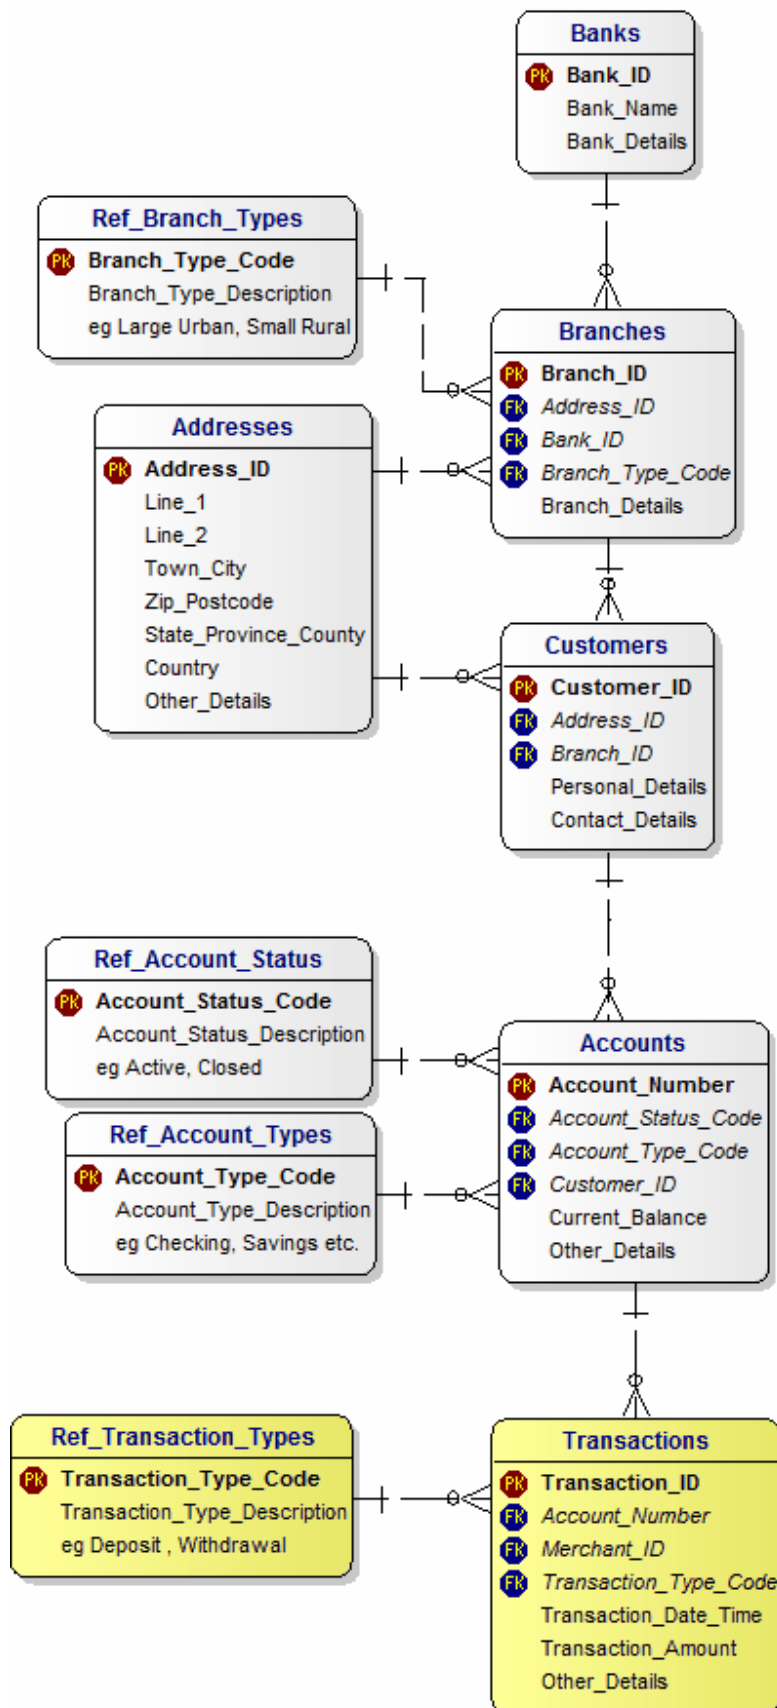 Banks
PK Bank_ID
Bank_Name
Bank_Details
Ref_Branch_Types
PK Branch_Type_Code
Branch_Type_Description
eg Large Urban, Small Rural
Branches
PK Branch_ID
FK Address_ID
FK Bank_ID
FK Branch_Type_Code
Branch_Details
Addresses
PK Address_ID
Line_1
Line_2
Town_City
Zip_Postcode
State_Province_County
Country
Other_Details
Customers
PK Customer_ID
FK Address_ID
FK Branch_ID
Personal_Details
Contact_Details
Ref_Account_Status
PK Account_Status_Code
Account_Status_Description
eg Active, Closed
Ref_Account_Types
PK Account_Type_Code
Account_Type_Description
eg Checking, Savings etc.
Accounts
PK Account_Number
FK Account_Status_Code
FK Account_Type_Code
FK Customer_ID
Current_Balance
Other_Details
Ref_Transaction_Types
PK Transaction_Type_Code
Transaction_Type_Description
eg Deposit , Withdrawal
Transactions
PK Transaction_ID
FK Account_Number
FK Merchant_ID
FK Transaction_Type_Code
Transaction_Date_Time
Transaction_Amount
Other_Details